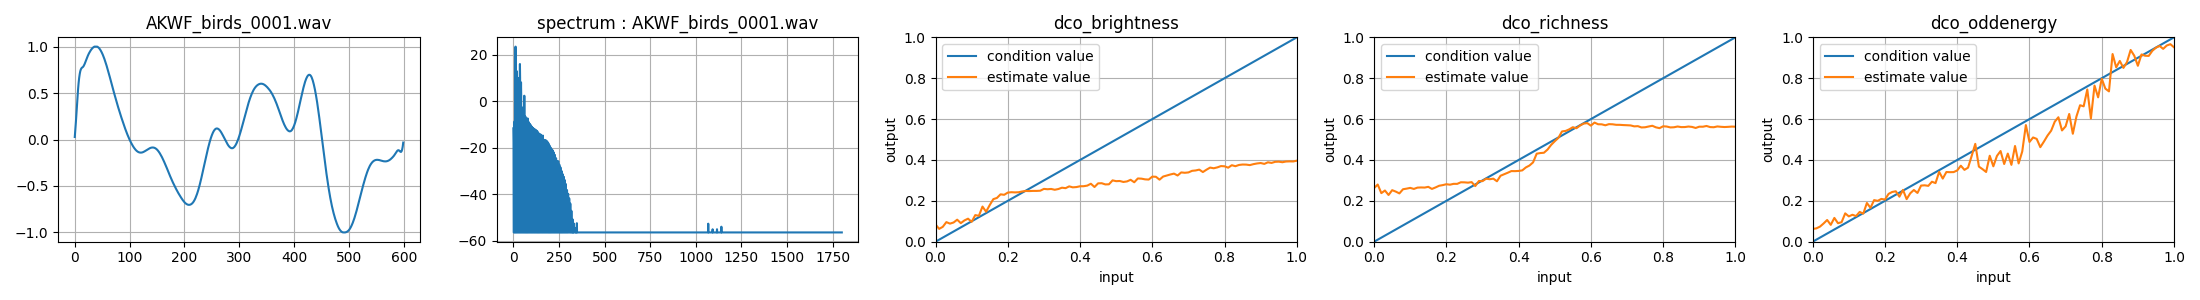 AKWF_birds_0001.wav
1.0
0.5
0.0
−0.5
−1.0
0 100 200 300 400 500 600
spectrum : AKWF_birds_0001.wav
20
0
−20
−40
−60
0 250 500 750 1000 1250 1500 1750
dco_brightness
condition value
estimate value
output
1.0
0.8
0.6
0.4
0.2
0.0
0.0 0.2 0.4 0.6 0.8 1.0
input
dco_richness
condition value
estimate value
output
1.0
0.8
0.6
0.4
0.2
0.0
0.0 0.2 0.4 0.6 0.8 1.0
input
dco_oddenergy
condition value
estimate value
output
1.0
0.8
0.6
0.4
0.2
0.0
0.0 0.2 0.4 0.6 0.8 1.0
input